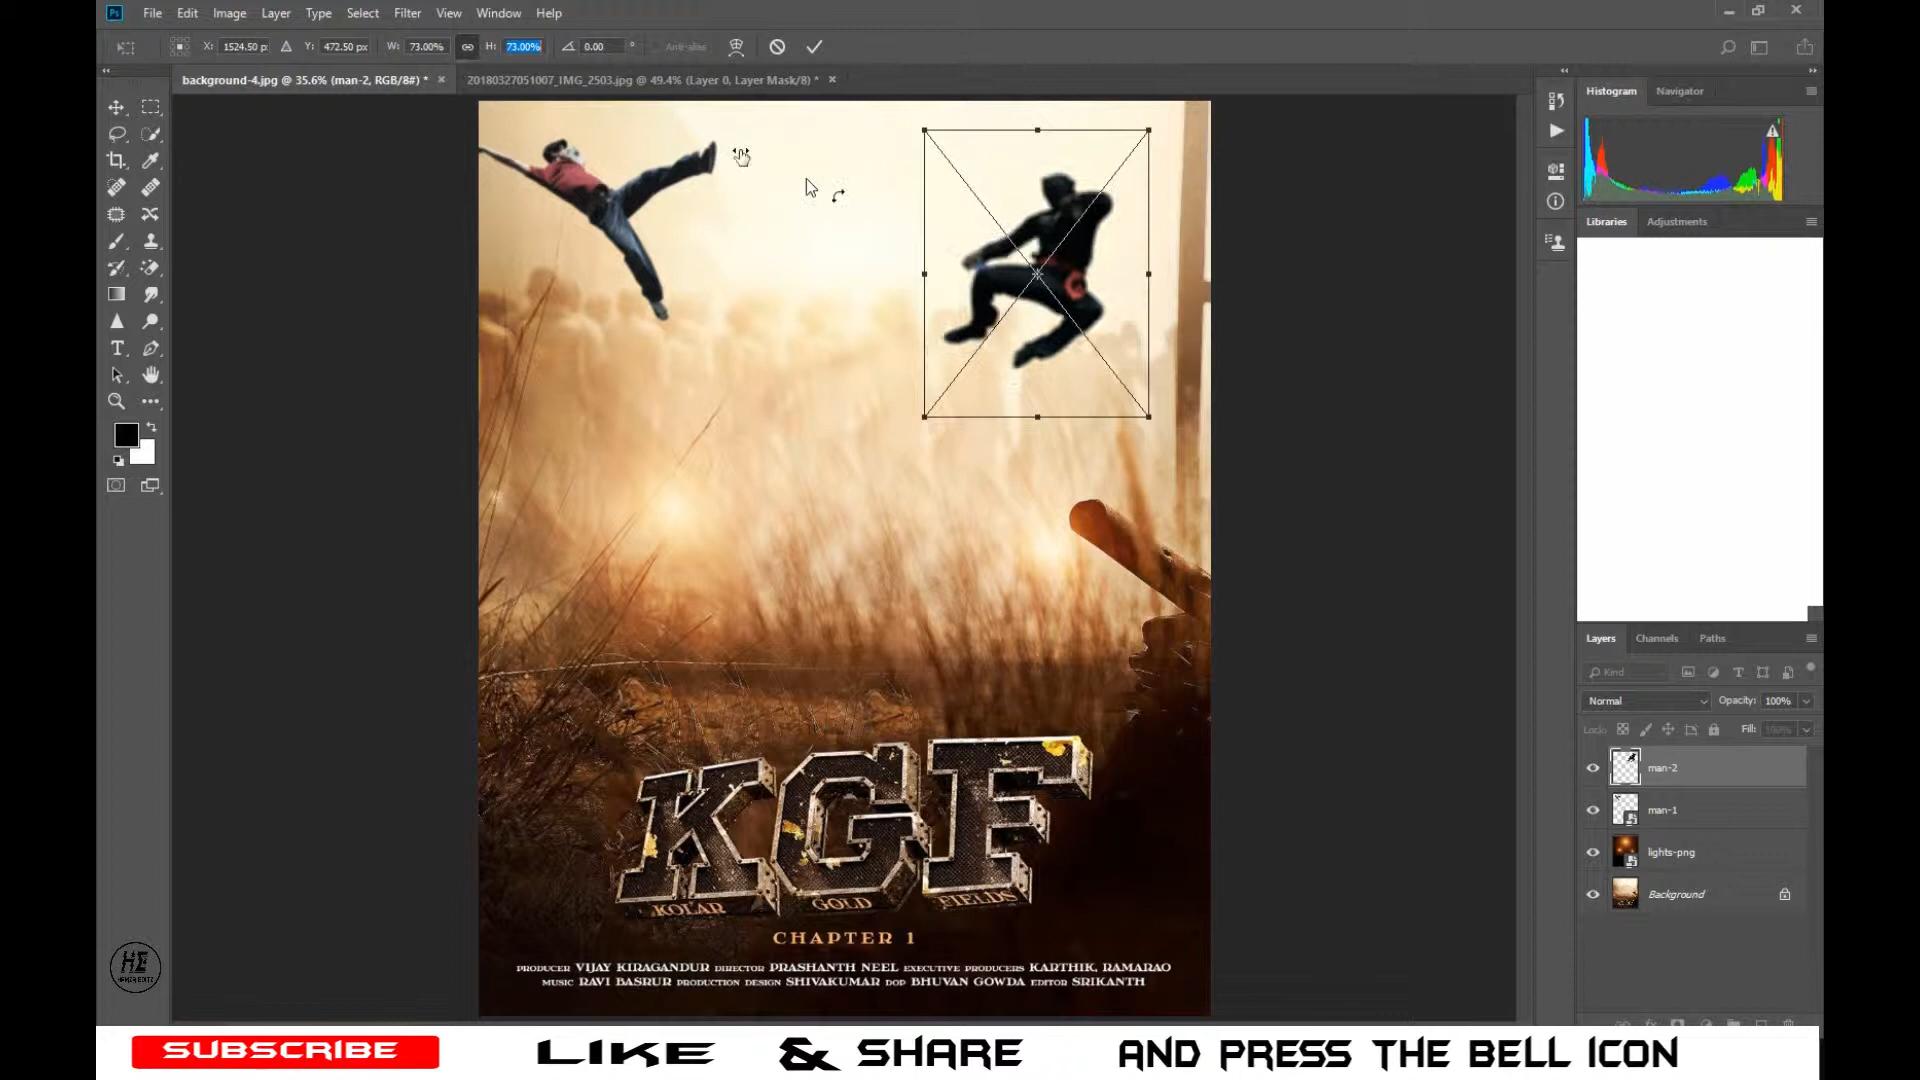 Ps File Edit Image Layer Type Select Filter View Window Help
X: 1524.50 p: Y: 472.50 px W: 73.00% H: 73.00% 0.00 ° Anti-alias
background-4.jpg @ 35.6% (man-2, RGB/8#) * × 20180327051007_IMG_2503.jpg @ 49.4% (Layer 0, Layer Mask/8) * ×
Histogram Navigator
Libraries Adjustments
Layers Channels Paths
Kind
Normal Opacity: 100%
Lock: Fill: 100%
man-2
man-1
lights-png
Background
KGF
KOLAR GOLD FIELDS
CHAPTER 1
PRODUCER VIJAY KIRAGANDUR DIRECTOR PRASHANTH NEEL EXECUTIVE PRODUCERS KARTHIK, RAMARAO
MUSIC RAVI BASRUR PRODUCTION DESIGN SHIVAKUMAR DOP BHUVAN GOWDA EDITOR SRIKANTH
HE
SUBSCRIBE LIKE & SHARE AND PRESS THE BELL ICON